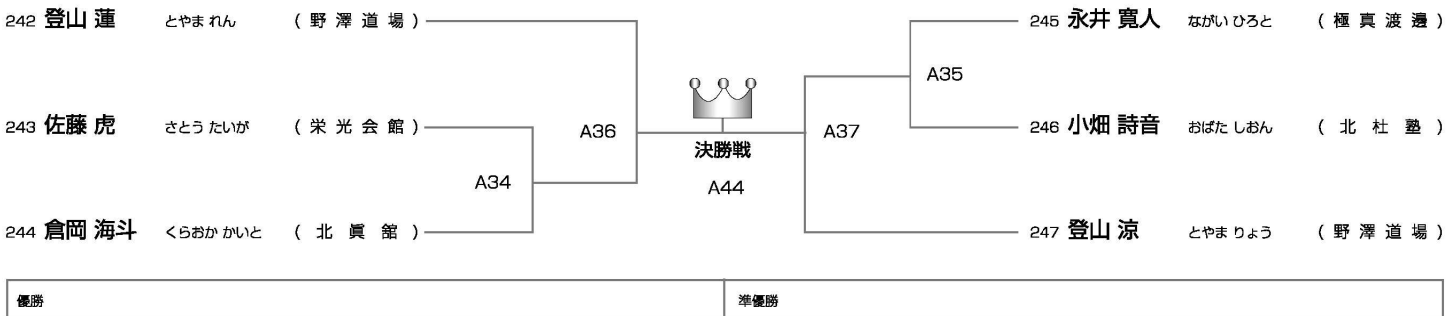 242 登山 蓮 とやま れん ( 野 澤 道 場 )
245 永井 寛人 ながい ひろと ( 極 真 渡 邊 )
A35
243 佐藤 虎 さとう たいが ( 栄 光 会 館 )
A36
決勝戦
A37
246 小畑 詩音 おばた しおん ( 北 杜 塾 )
A34
A44
244 倉岡 海斗 くらおか かいと ( 北 眞 舘 )
247 登山 涼 とやま りょう ( 野 澤 道 場 )
優勝
準優勝